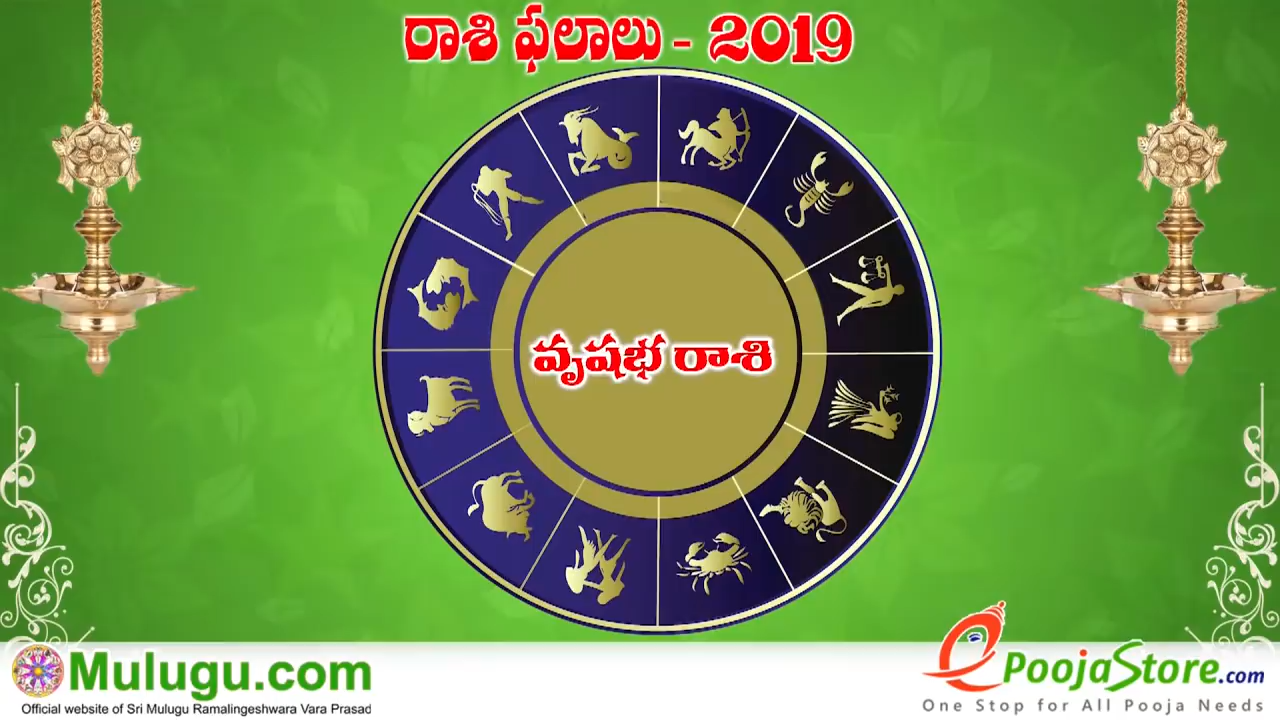 రాశి ఫలాలు - 2019
వృషభ రాశి
Mulugu.com
Official website of Sri Mulugu Ramalingeshwara Vara Prasad
ePoojaStore.com
One Stop for All Pooja Needs